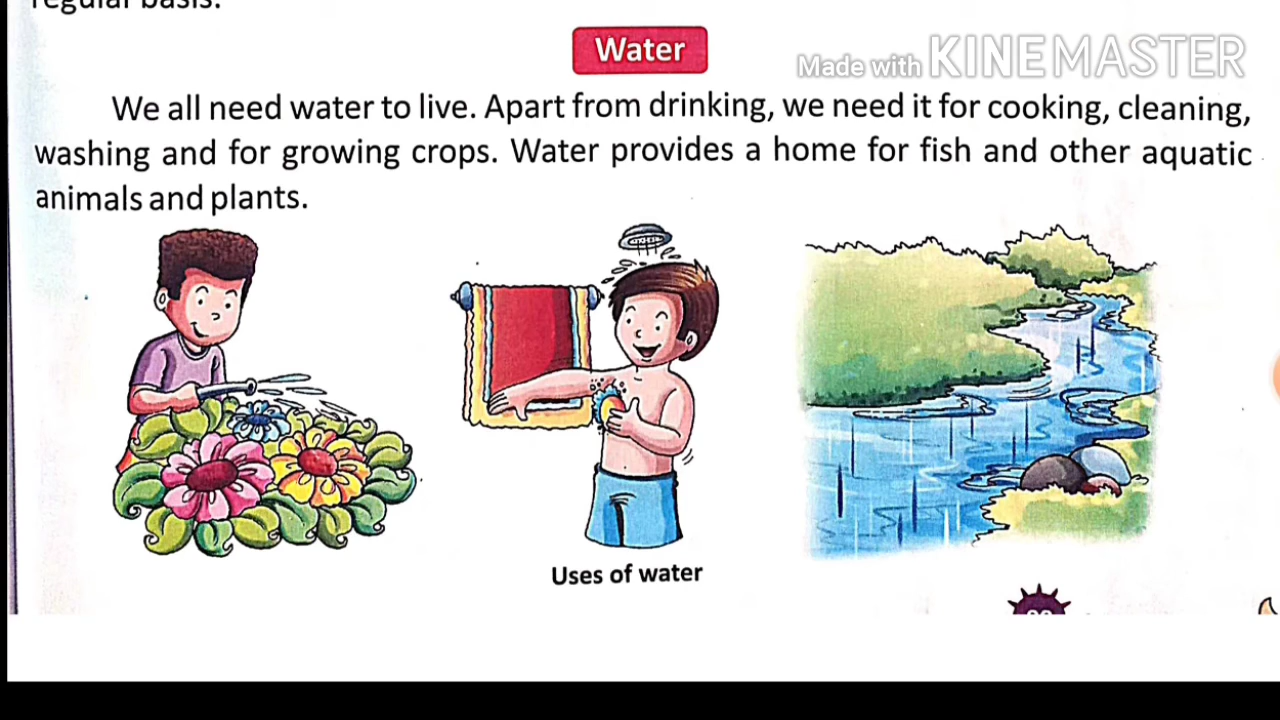 regular basis.
Water
Made with KINEMASTER
We all need water to live. Apart from drinking, we need it for cooking, cleaning,
washing and for growing crops. Water provides a home for fish and other aquatic
animals and plants.
Uses of water